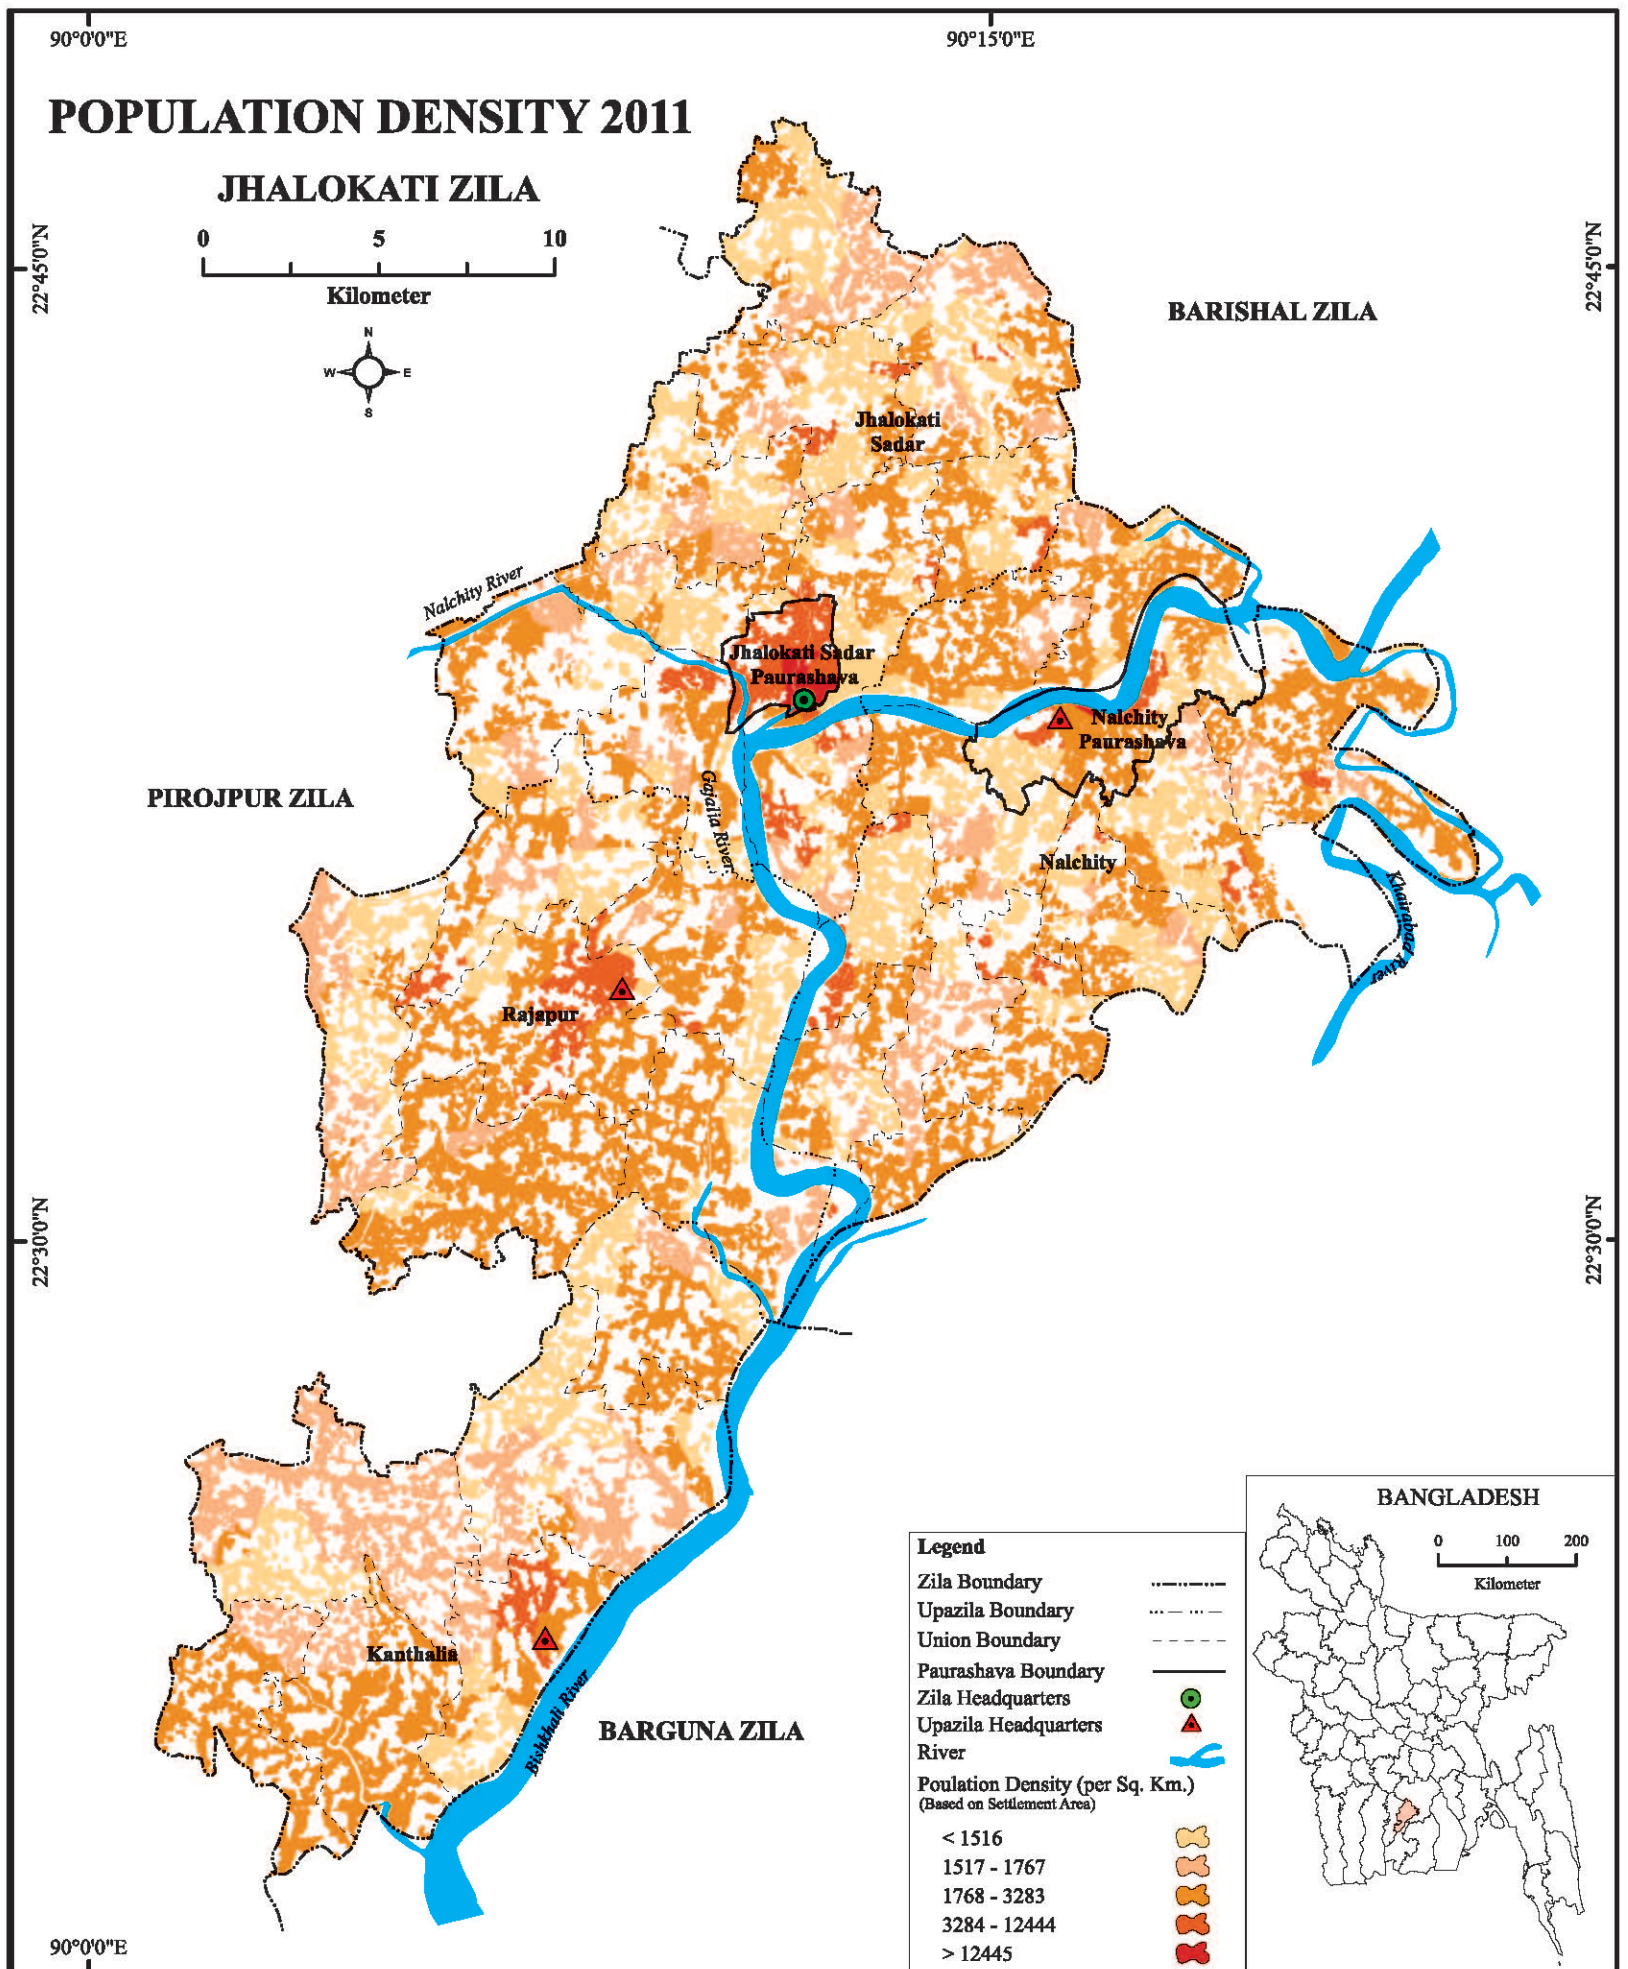 90°0'0"E
90°15'0"E
POPULATION DENSITY 2011
JHALOKATI ZILA
0 5 10
Kilometer
N
W E
S
22°45'0"N
22°45'0"N
BARISHAL ZILA
Jhalokati
Sadar
Nalchity River
Jhalokati Sadar
Paurashava
Nalchity
Paurashava
PIROJPUR ZILA
Gajalia River
Nalchity
Khairabad River
Rajapur
22°30'0"N
22°30'0"N
Kanthalia
Bishkhali River
BARGUNA ZILA
Legend
Zila Boundary
Upazila Boundary
Union Boundary
Paurashava Boundary
Zila Headquarters
Upazila Headquarters
River
Poulation Density (per Sq. Km.)
(Based on Settlement Area)
< 1516
1517 - 1767
1768 - 3283
3284 - 12444
> 12445
BANGLADESH
0 100 200
Kilometer
90°0'0"E